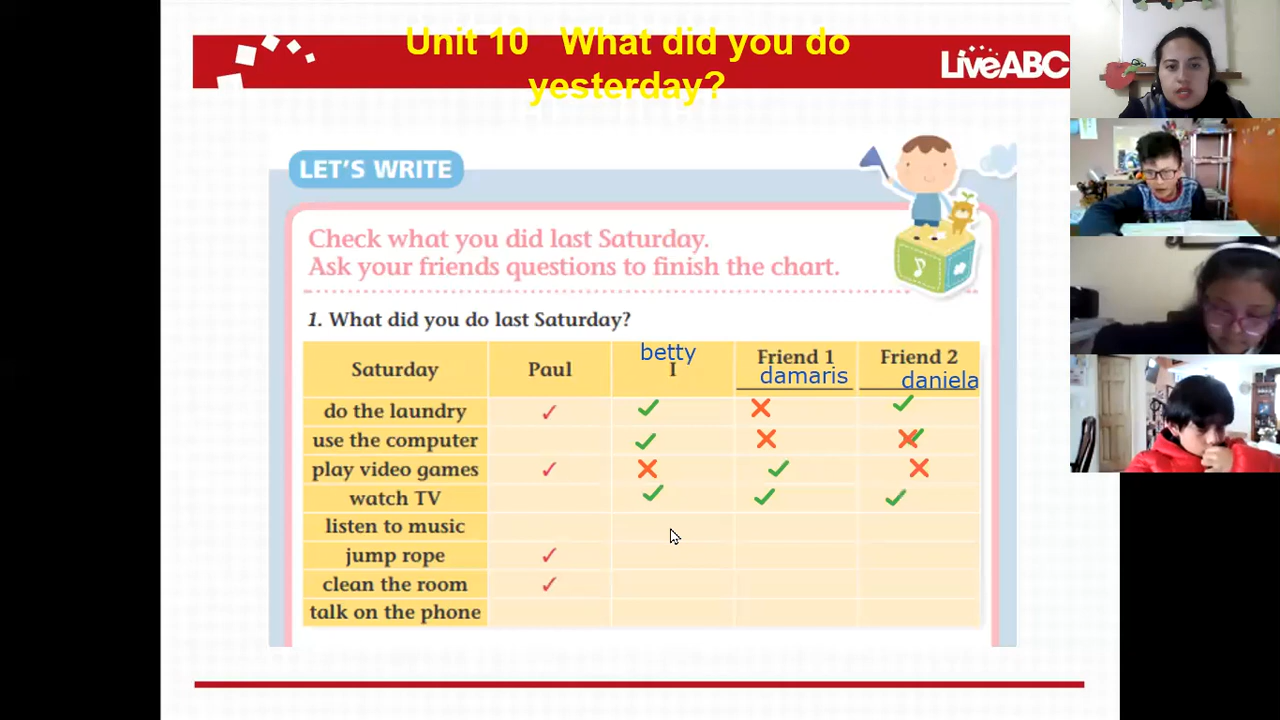 Unit 10 What did you do
yesterday?
LiveABC
LET'S WRITE
Check what you did last Saturday.
Ask your friends questions to finish the chart.
1. What did you do last Saturday?
Saturday Paul betty I Friend 1 damaris Friend 2 daniela
do the laundry ✓ ✓ ✗ ✓
use the computer ✓ ✗ ✗✓
play video games ✓ ✗ ✓ ✗
watch TV ✓ ✓ ✓
listen to music
jump rope ✓
clean the room ✓
talk on the phone